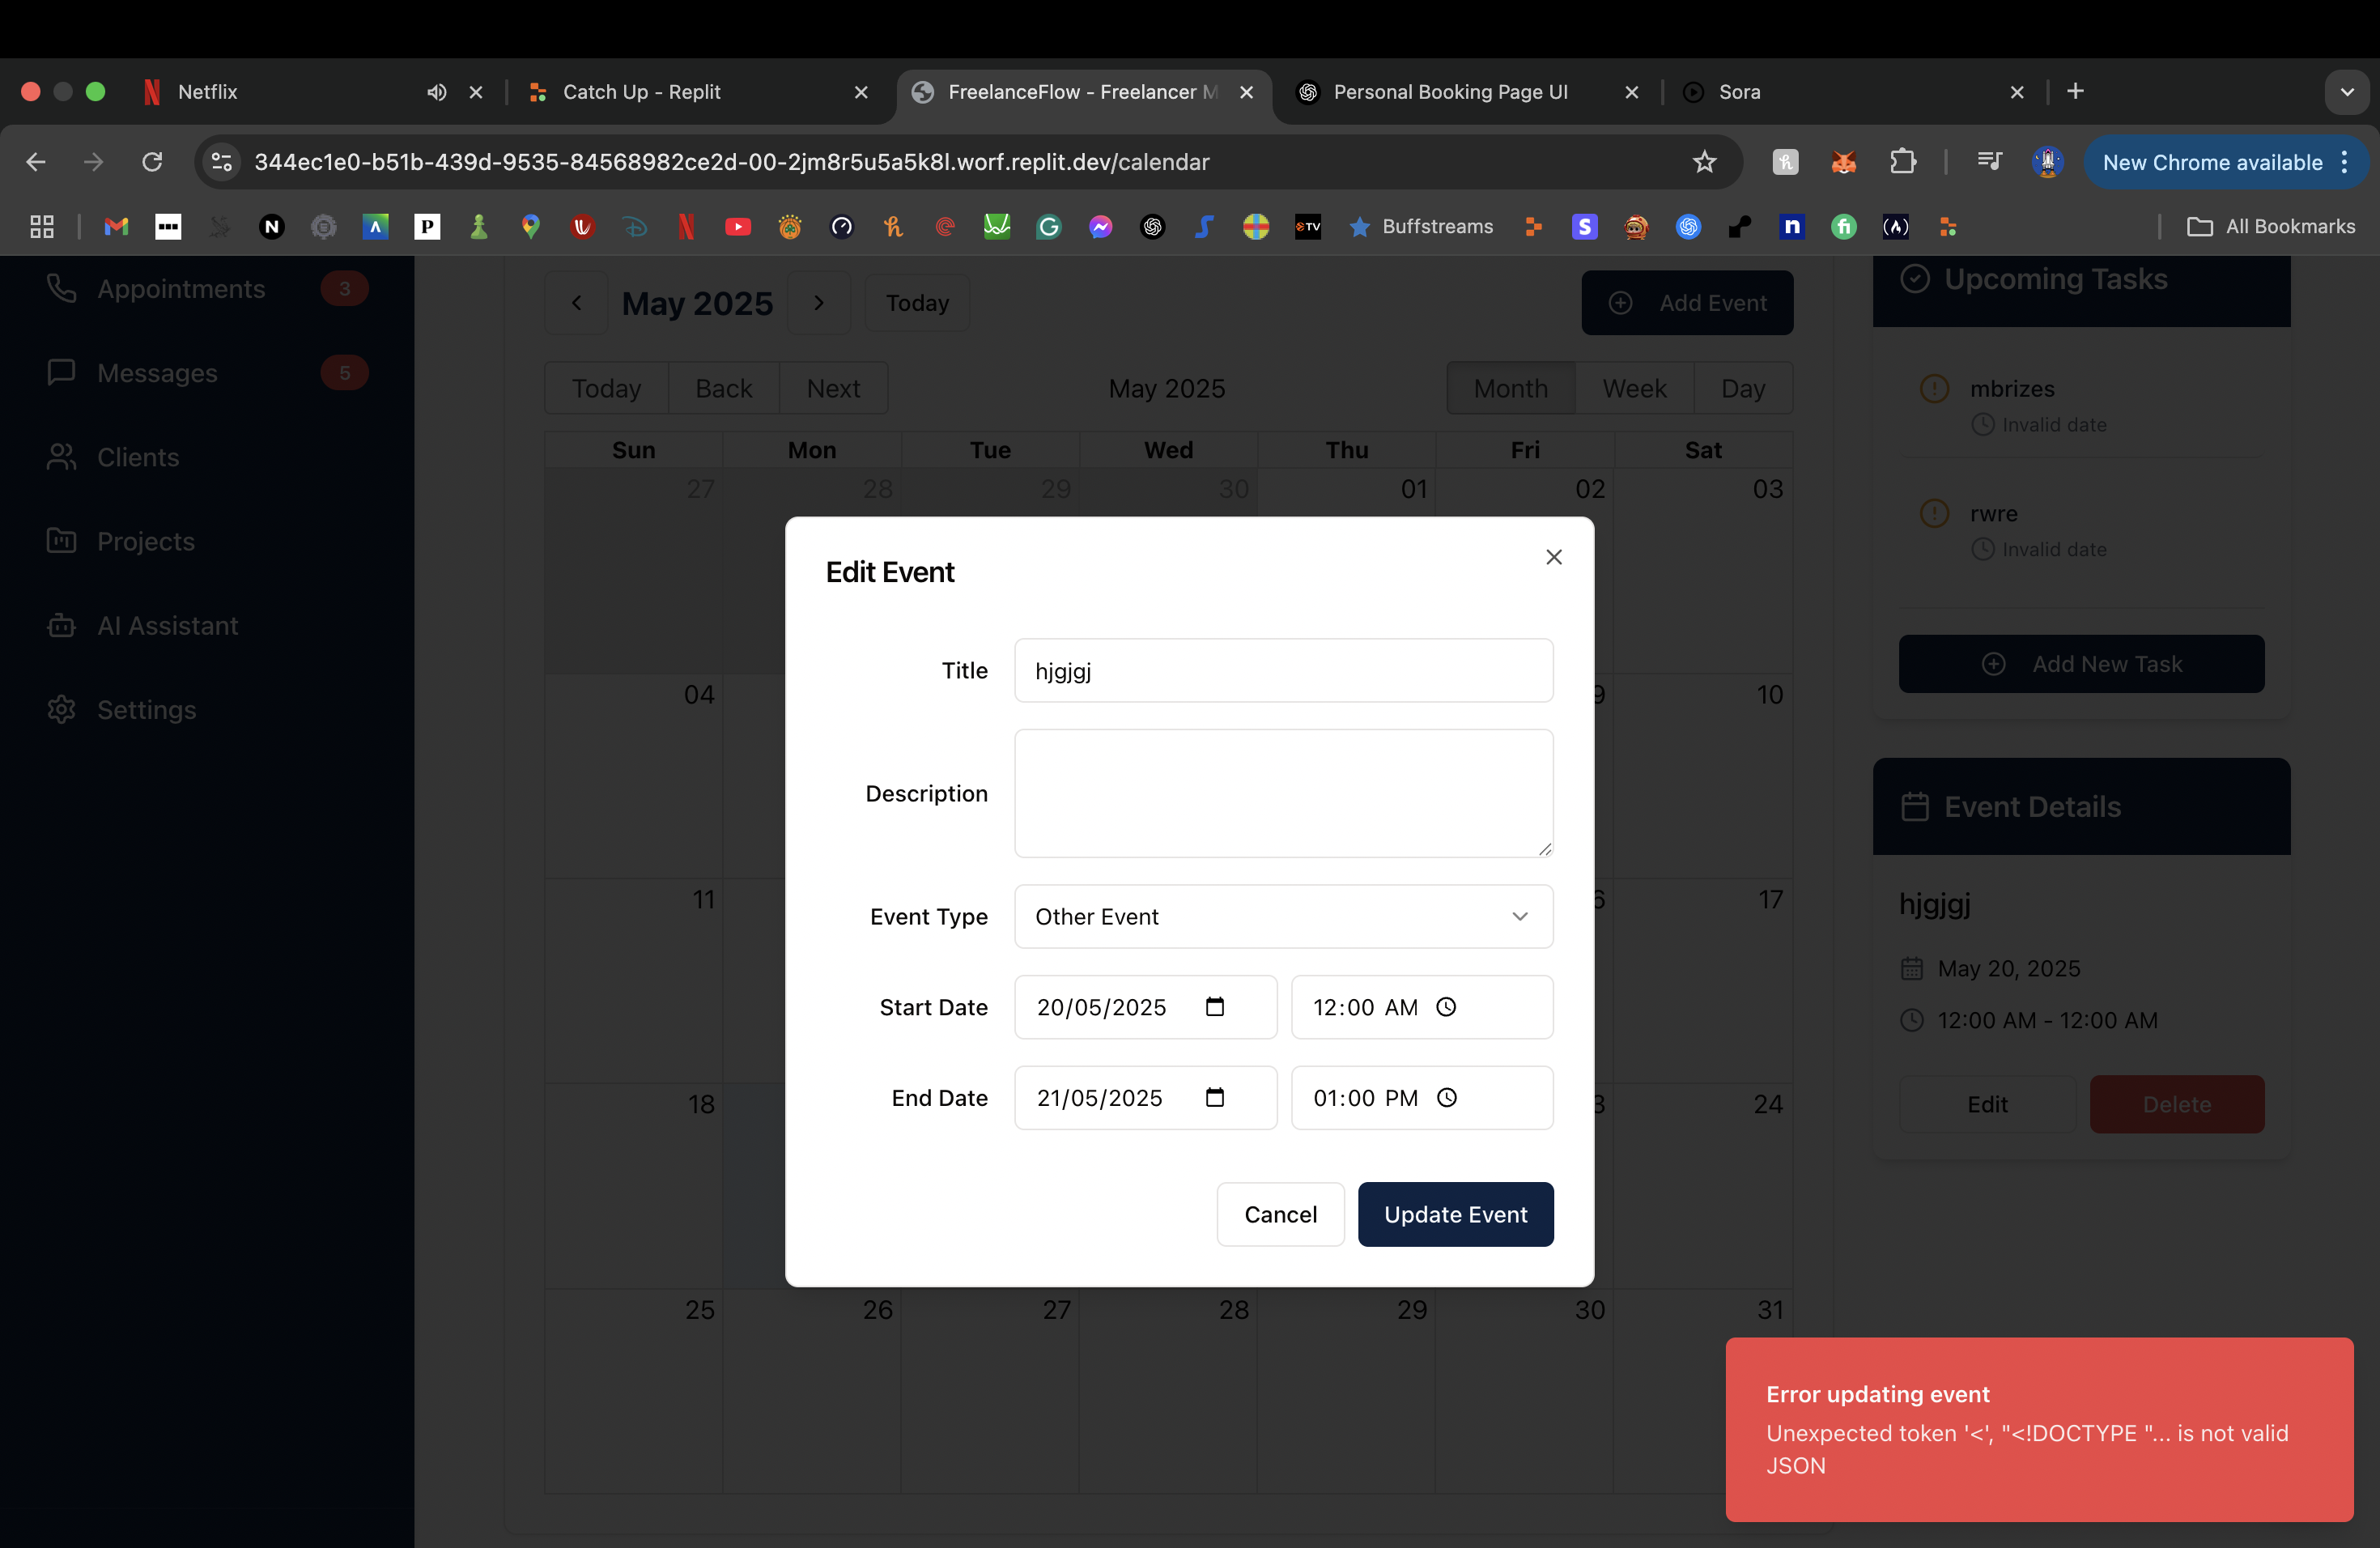 Netflix
Catch Up - Replit
FreelanceFlow - Freelancer M
Personal Booking Page UI
Sora
344ec1e0-b51b-439d-9535-84568982ce2d-00-2jm8r5u5a5k8l.worf.replit.dev/calendar
New Chrome available
Buffstreams
All Bookmarks
Appointments 3
Messages 5
Clients
Projects
AI Assistant
Settings
May 2025
Today
Add Event
Today Back Next
May 2025
Month Week Day
Sun Mon Tue Wed Thu Fri Sat
27 28 29 30 01 02 03
04 9 10
11 6 17
18 3 24
25 26 27 28 29 30 31
Edit Event
Title hjgjgj
Description
Event Type Other Event
Start Date 20/05/2025 12:00 AM
End Date 21/05/2025 01:00 PM
Cancel Update Event
Upcoming Tasks
mbrizes
Invalid date
rwre
Invalid date
Add New Task
Event Details
hjgjgj
May 20, 2025
12:00 AM - 12:00 AM
Edit Delete
Error updating event
Unexpected token '<', "<!DOCTYPE "... is not valid
JSON